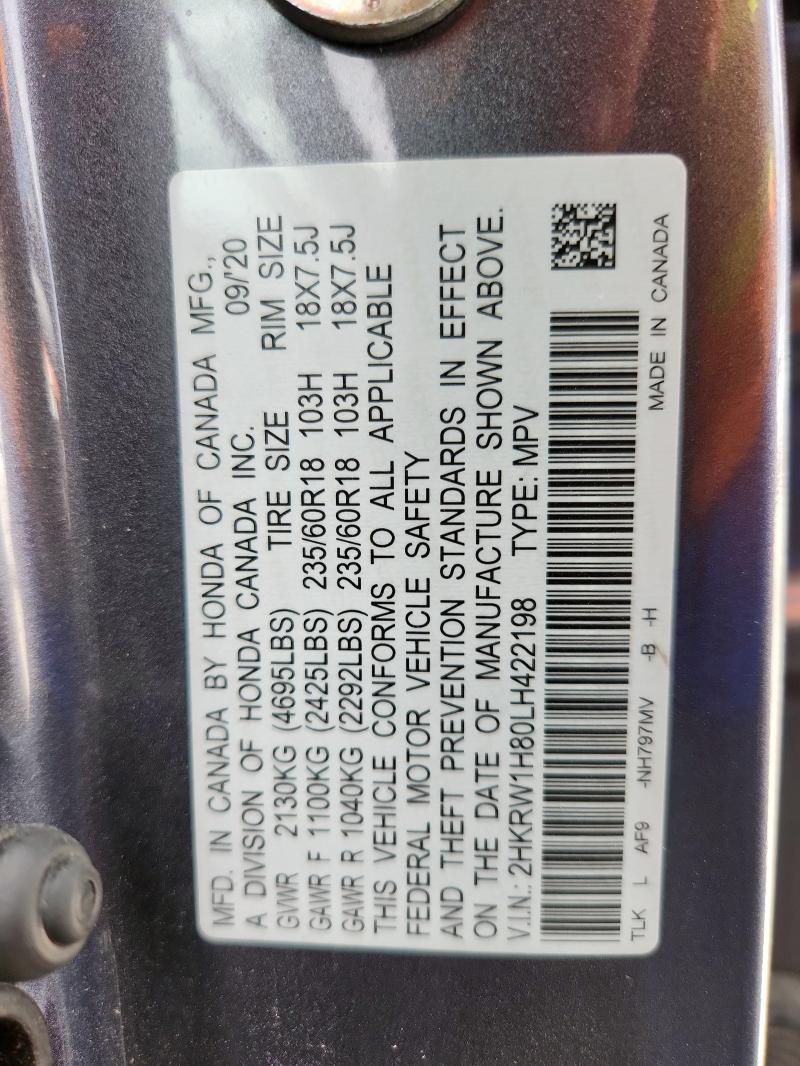 MFD. IN CANADA BY HONDA OF CANADA MFG.,
A DIVISION OF HONDA CANADA INC. 09/'20
GVWR 2130KG (4695LBS) TIRE SIZE RIM SIZE
GAWR F 1100KG (2425LBS) 235/60R18 103H 18X7.5J
GAWR R 1040KG (2292LBS) 235/60R18 103H 18X7.5J
THIS VEHICLE CONFORMS TO ALL APPLICABLE
FEDERAL MOTOR VEHICLE SAFETY
AND THEFT PREVENTION STANDARDS IN EFFECT
ON THE DATE OF MANUFACTURE SHOWN ABOVE.
V.I.N.: 2HKRW1H80LH422198 TYPE: MPV
TLK L AF9 -NH797MV -B -H MADE IN CANADA